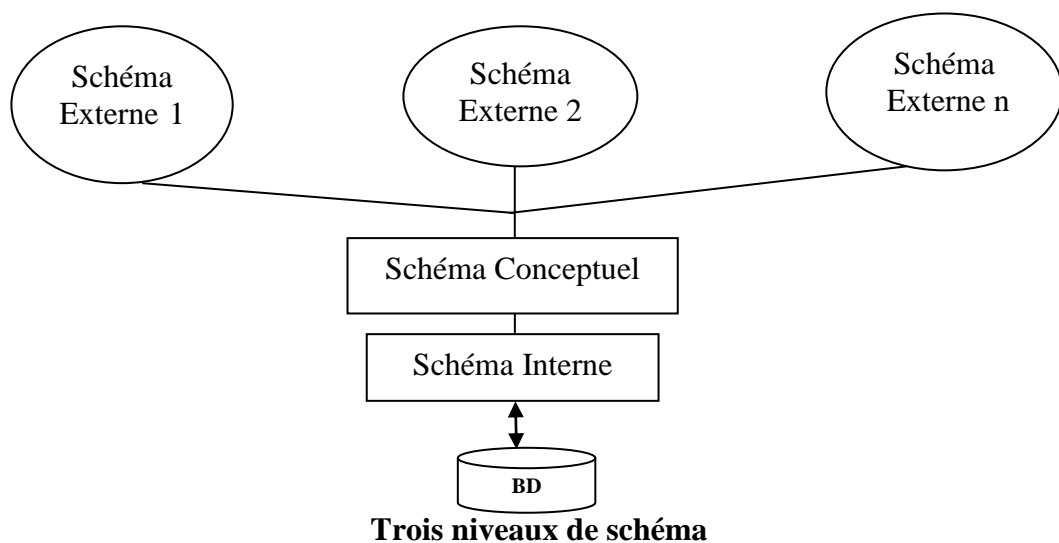 Schéma
Externe 1
Schéma
Externe 2
Schéma
Externe n
Schéma Conceptuel
Schéma Interne
BD
Trois niveaux de schéma